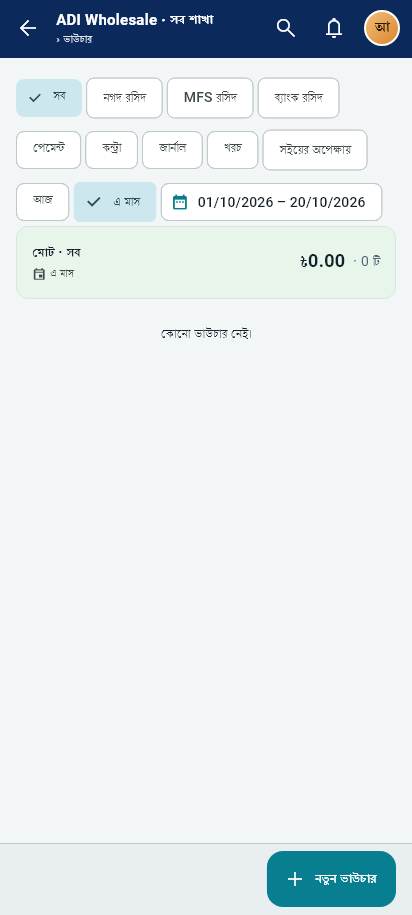 ADI Wholesale · সব শাখা
› ভাউচার
আ
সব
নগদ রসিদ
MFS রসিদ
ব্যাংক রসিদ
পেমেন্ট
কন্ট্রা
জার্নাল
খরচ
সইয়ের অপেক্ষায়
আজ
এ মাস
01/10/2026 – 20/10/2026
মোট · সব
৳0.00 · 0 টি
এ মাস
কোনো ভাউচার নেই।
নতুন ভাউচার